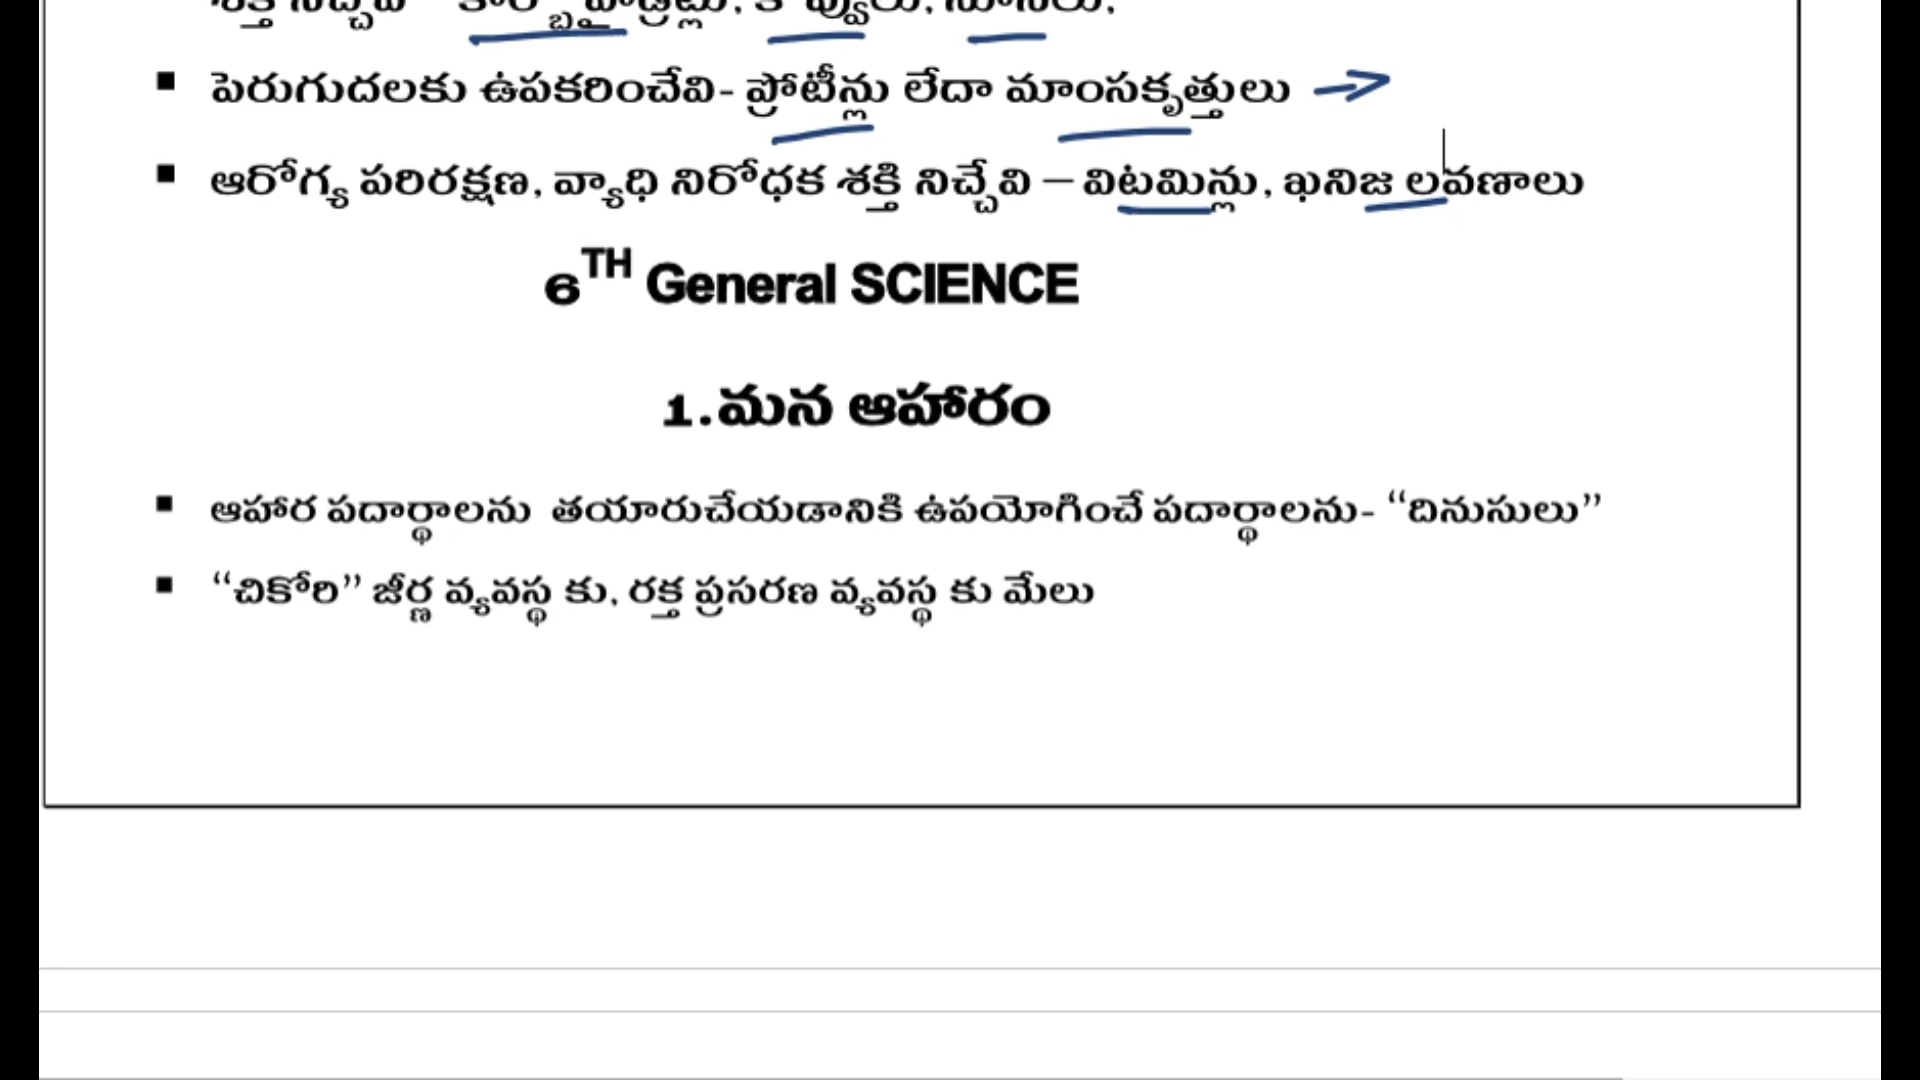 శక్తి నిచ్చేవి కార్బోహైడ్రేట్లు, కొవ్వులు, నూనెలు,
▪ పెరుగుదలకు ఉపకరించేవి- ప్రోటీన్లు లేదా మాంసకృత్తులు →
▪ ఆరోగ్య పరిరక్షణ, వ్యాధి నిరోధక శక్తి నిచ్చేవి – విటమిన్లు, ఖనిజ లవణాలు
6TH General SCIENCE
1.మన ఆహారం
▪ ఆహార పదార్థాలను తయారుచేయడానికి ఉపయోగించే పదార్థాలను- “దినుసులు”
▪ “చికోరి” జీర్ణ వ్యవస్థ కు, రక్త ప్రసరణ వ్యవస్థ కు మేలు